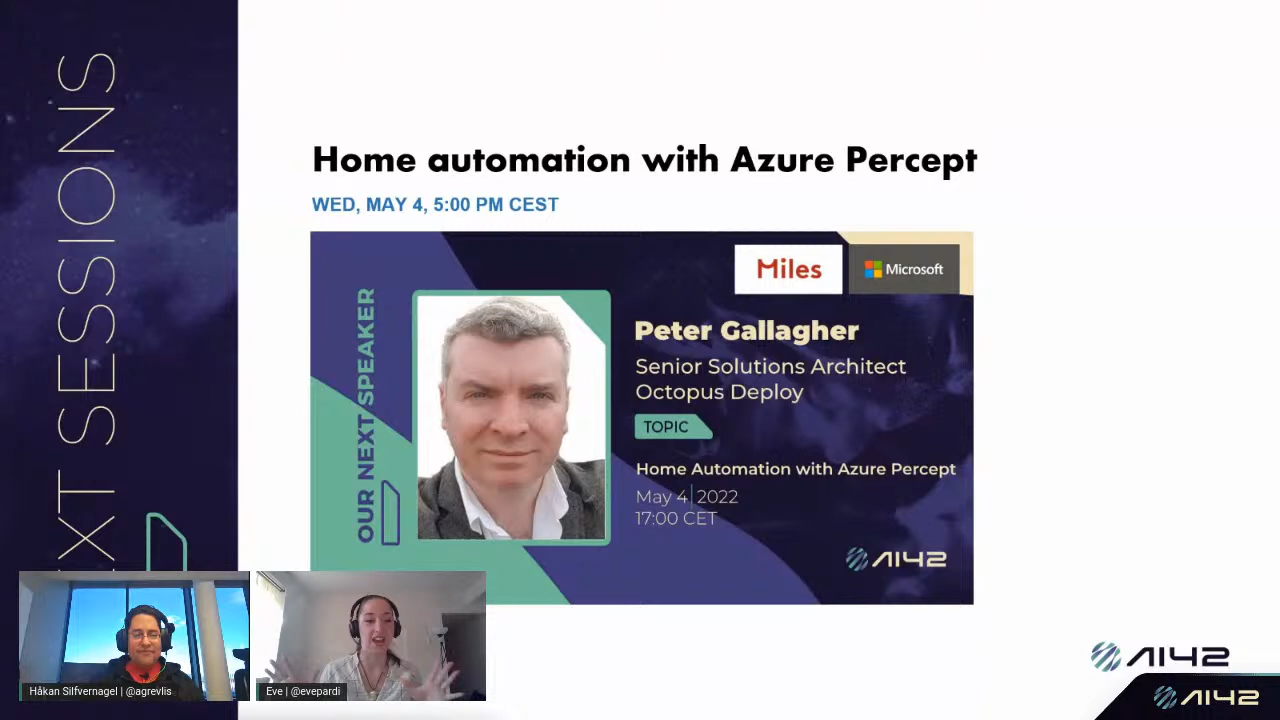 EXT SESSIONS
Home automation with Azure Percept
WED, MAY 4, 5:00 PM CEST
OUR NEXT SPEAKER
Miles
Microsoft
Peter Gallagher
Senior Solutions Architect
Octopus Deploy
TOPIC
Home Automation with Azure Percept
May 4 2022
17:00 CET
AI42
Håkan Silfvernagel | @agrevlis
Eve | @evepardi
AI42
AI42